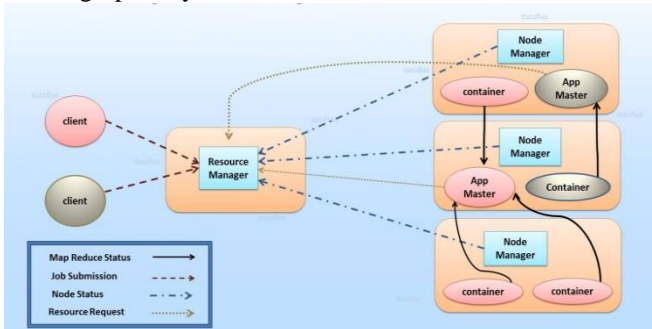 Node
Manager
container
App
Master
client
Resource
Manager
Node
Manager
App
Master
Container
client
Node
Manager
container
container
Map Reduce Status
Job Submission
Node Status
Resource Request